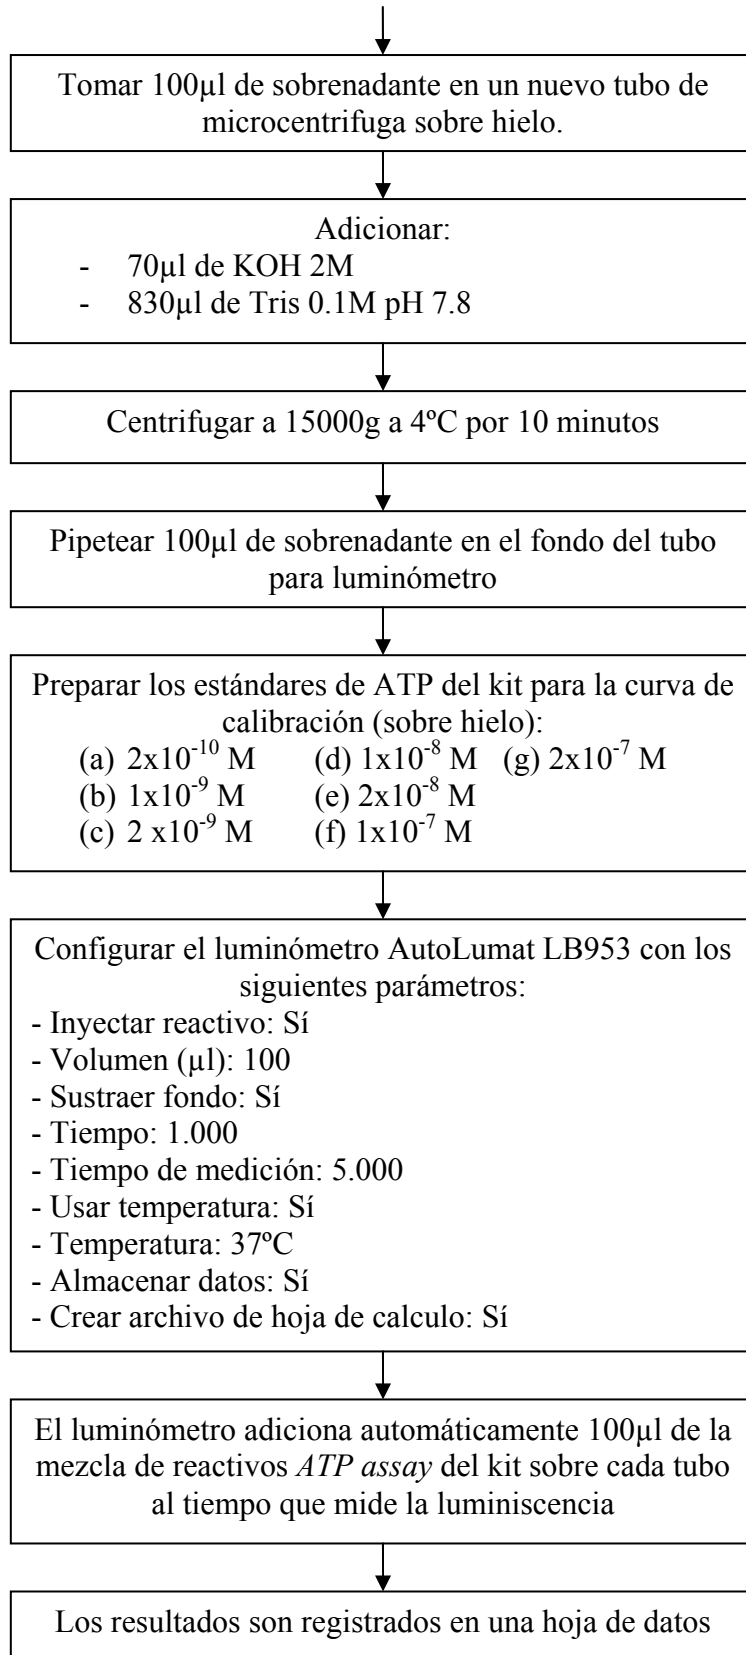 Tomar 100µl de sobrenadante en un nuevo tubo de
microcentrifuga sobre hielo.
Adicionar:
- 70µl de KOH 2M
- 830µl de Tris 0.1M pH 7.8
Centrifugar a 15000g a 4ºC por 10 minutos
Pipetear 100µl de sobrenadante en el fondo del tubo
para luminómetro
Preparar los estándares de ATP del kit para la curva de
calibración (sobre hielo):
(a) 2x10⁻¹⁰ M (d) 1x10⁻⁸ M (g) 2x10⁻⁷ M
(b) 1x10⁻⁹ M (e) 2x10⁻⁸ M
(c) 2 x10⁻⁹ M (f) 1x10⁻⁷ M
Configurar el luminómetro AutoLumat LB953 con los
siguientes parámetros:
- Inyectar reactivo: Sí
- Volumen (µl): 100
- Sustraer fondo: Sí
- Tiempo: 1.000
- Tiempo de medición: 5.000
- Usar temperatura: Sí
- Temperatura: 37ºC
- Almacenar datos: Sí
- Crear archivo de hoja de calculo: Sí
El luminómetro adiciona automáticamente 100µl de la
mezcla de reactivos ATP assay del kit sobre cada tubo
al tiempo que mide la luminiscencia
Los resultados son registrados en una hoja de datos